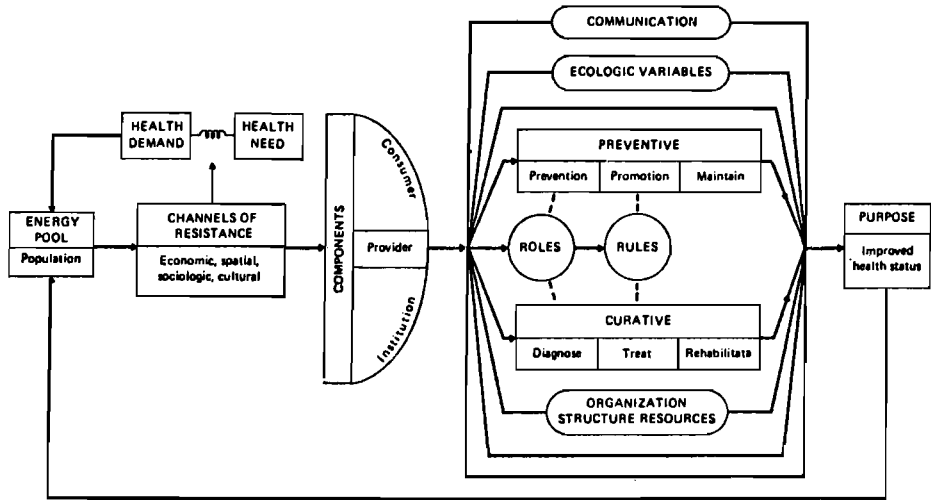 COMMUNICATION
ECOLOGIC VARIABLES
HEALTH
DEMAND
HEALTH
NEED
PREVENTIVE
Prevention
Promotion
Maintain
ENERGY
POOL
Population
CHANNELS OF
RESISTANCE
Economic, spatial,
sociologic, cultural
COMPONENTS
Consumer
Provider
Institution
ROLES
RULES
PURPOSE
Improved
health status
CURATIVE
Diagnose
Treat
Rehabilitata
ORGANIZATION
STRUCTURE RESOURCES